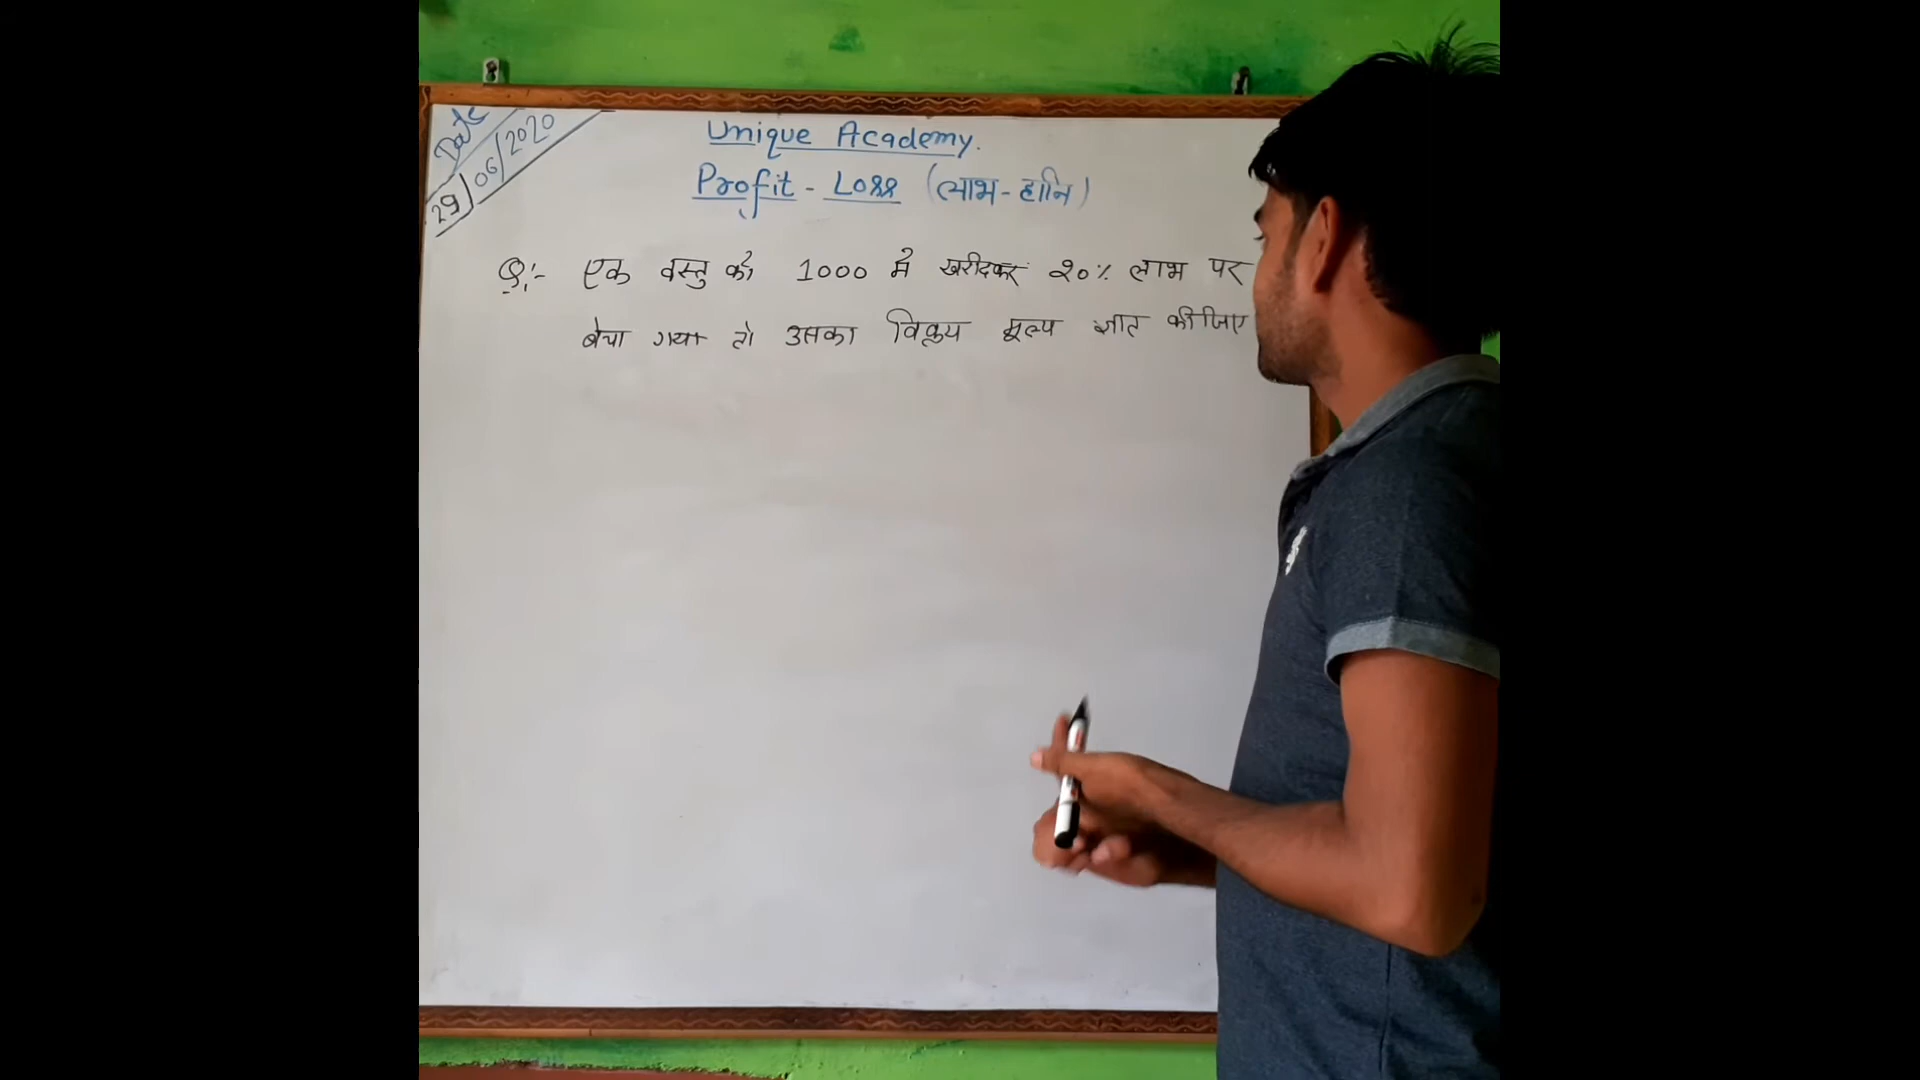 Date
29/06/2020
Unique Academy.
Profit - Loss (लाभ - हानि)
Q:- एक वस्तु को 1000 मे खरीदकर 20% लाभ पर
बेचा गया तो उसका विक्रय मूल्य ज्ञात कीजिए